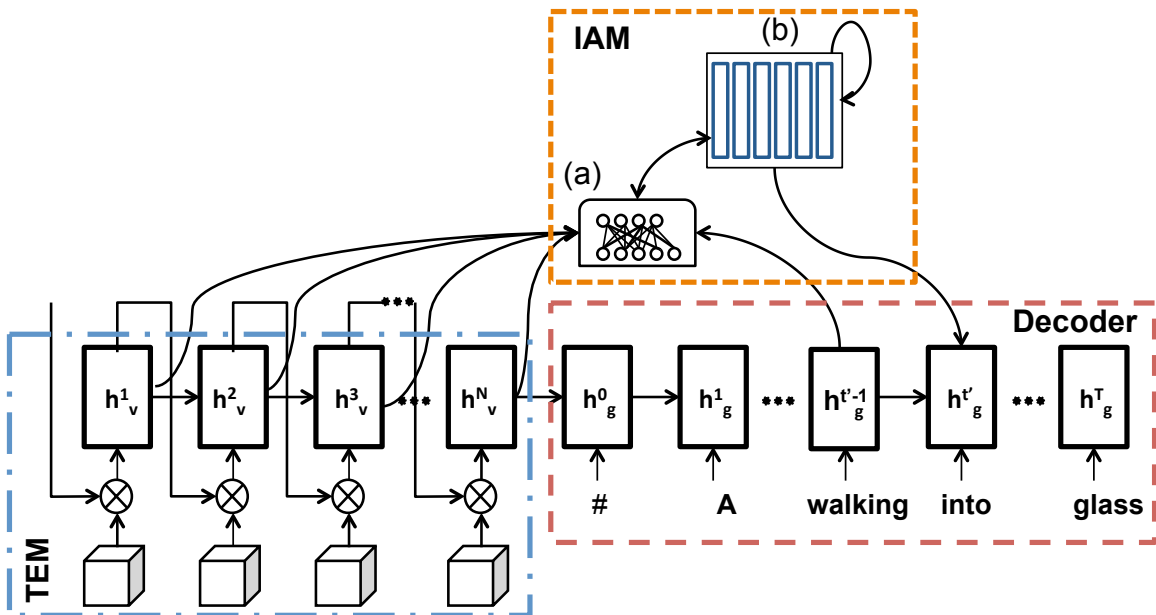 IAM
(b)
(a)
Decoder
h¹ᵥ h²ᵥ h³ᵥ ... hᴺᵥ h⁰g h¹g ... hᵗ'⁻¹g hᵗ'g ... hᵀg
# A walking into glass
TEM